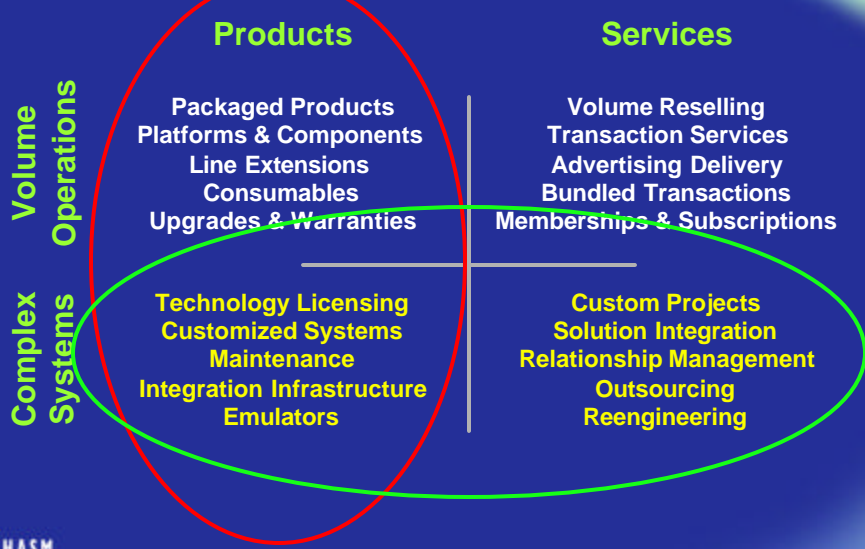 Products
Services
Volume
Operations
Packaged Products
Platforms & Components
Line Extensions
Consumables
Upgrades & Warranties
Volume Reselling
Transaction Services
Advertising Delivery
Bundled Transactions
Memberships & Subscriptions
Complex
Systems
Technology Licensing
Customized Systems
Maintenance
Integration Infrastructure
Emulators
Custom Projects
Solution Integration
Relationship Management
Outsourcing
Reengineering